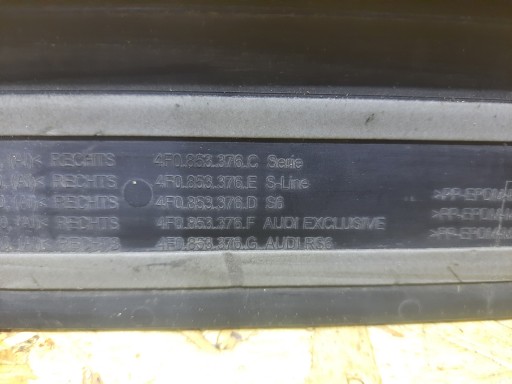 RECHTS 4F0.853.376.C Serie
RECHTS 4F0.853.376.E S-Line
RECHTS 4F0.853.376.D S6 >PP-EPDM
RECHTS 4F0.853.376.F AUDI EXCLUSIVE >PP-EPDM
RECHTS 4F0.853.376.G AUDI RS6 >PP-EPDM